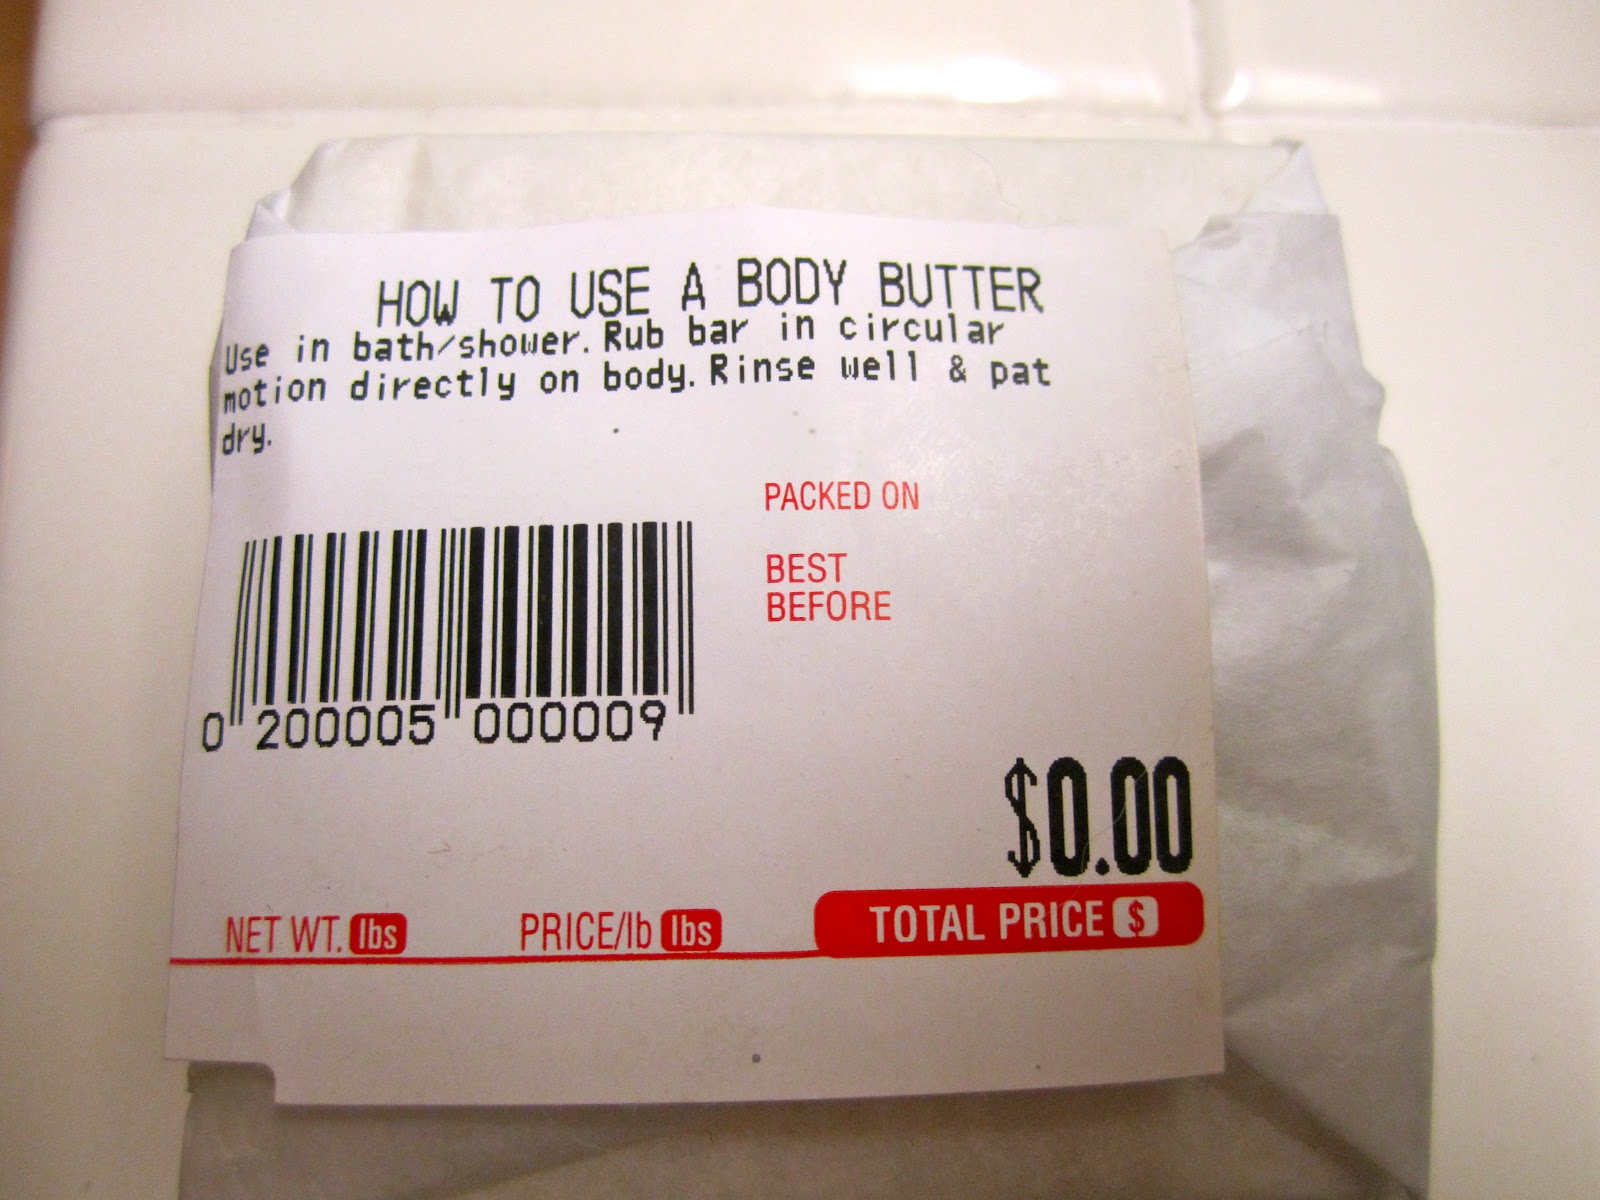 HOW TO USE A BODY BUTTER
Use in bath/shower. Rub bar in circular
motion directly on body. Rinse well & pat
dry.
PACKED ON
BEST
BEFORE
0 200005 000009
$0.00
NET WT. lbs PRICE/lb lbs TOTAL PRICE $